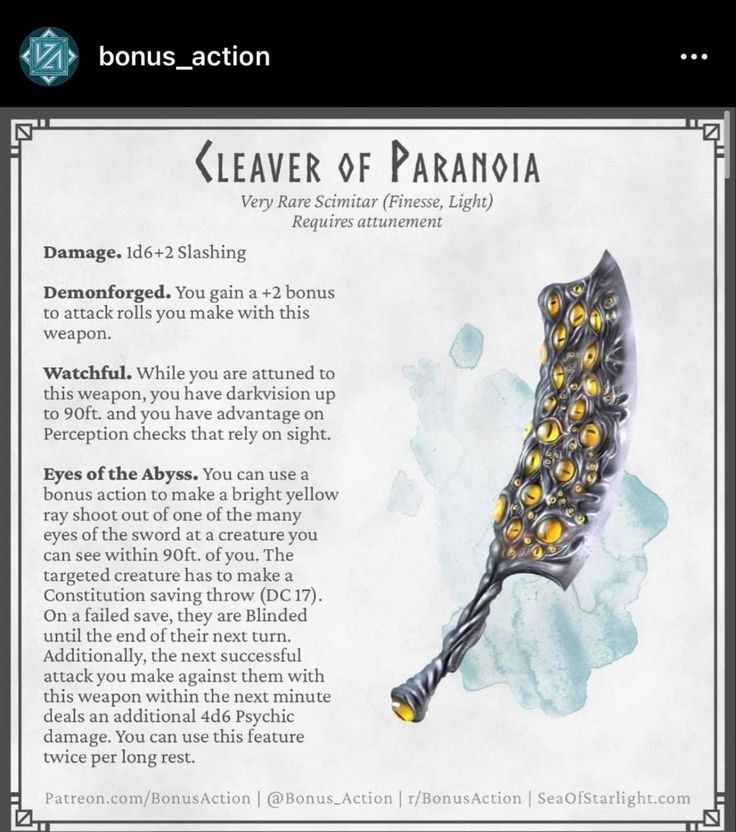 bonus_action
CLEAVER OF PARANOIA
Very Rare Scimitar (Finesse, Light)
Requires attunement
Damage. 1d6+2 Slashing
Demonforged. You gain a +2 bonus
to attack rolls you make with this
weapon.
Watchful. While you are attuned to
this weapon, you have darkvision up
to 90ft. and you have advantage on
Perception checks that rely on sight.
Eyes of the Abyss. You can use a
bonus action to make a bright yellow
ray shoot out of one of the many
eyes of the sword at a creature you
can see within 90ft. of you. The
targeted creature has to make a
Constitution saving throw (DC 17).
On a failed save, they are Blinded
until the end of their next turn.
Additionally, the next successful
attack you make against them with
this weapon within the next minute
deals an additional 4d6 Psychic
damage. You can use this feature
twice per long rest.
Patreon.com/BonusAction | @Bonus_Action | r/BonusAction | SeaOfStarlight.com